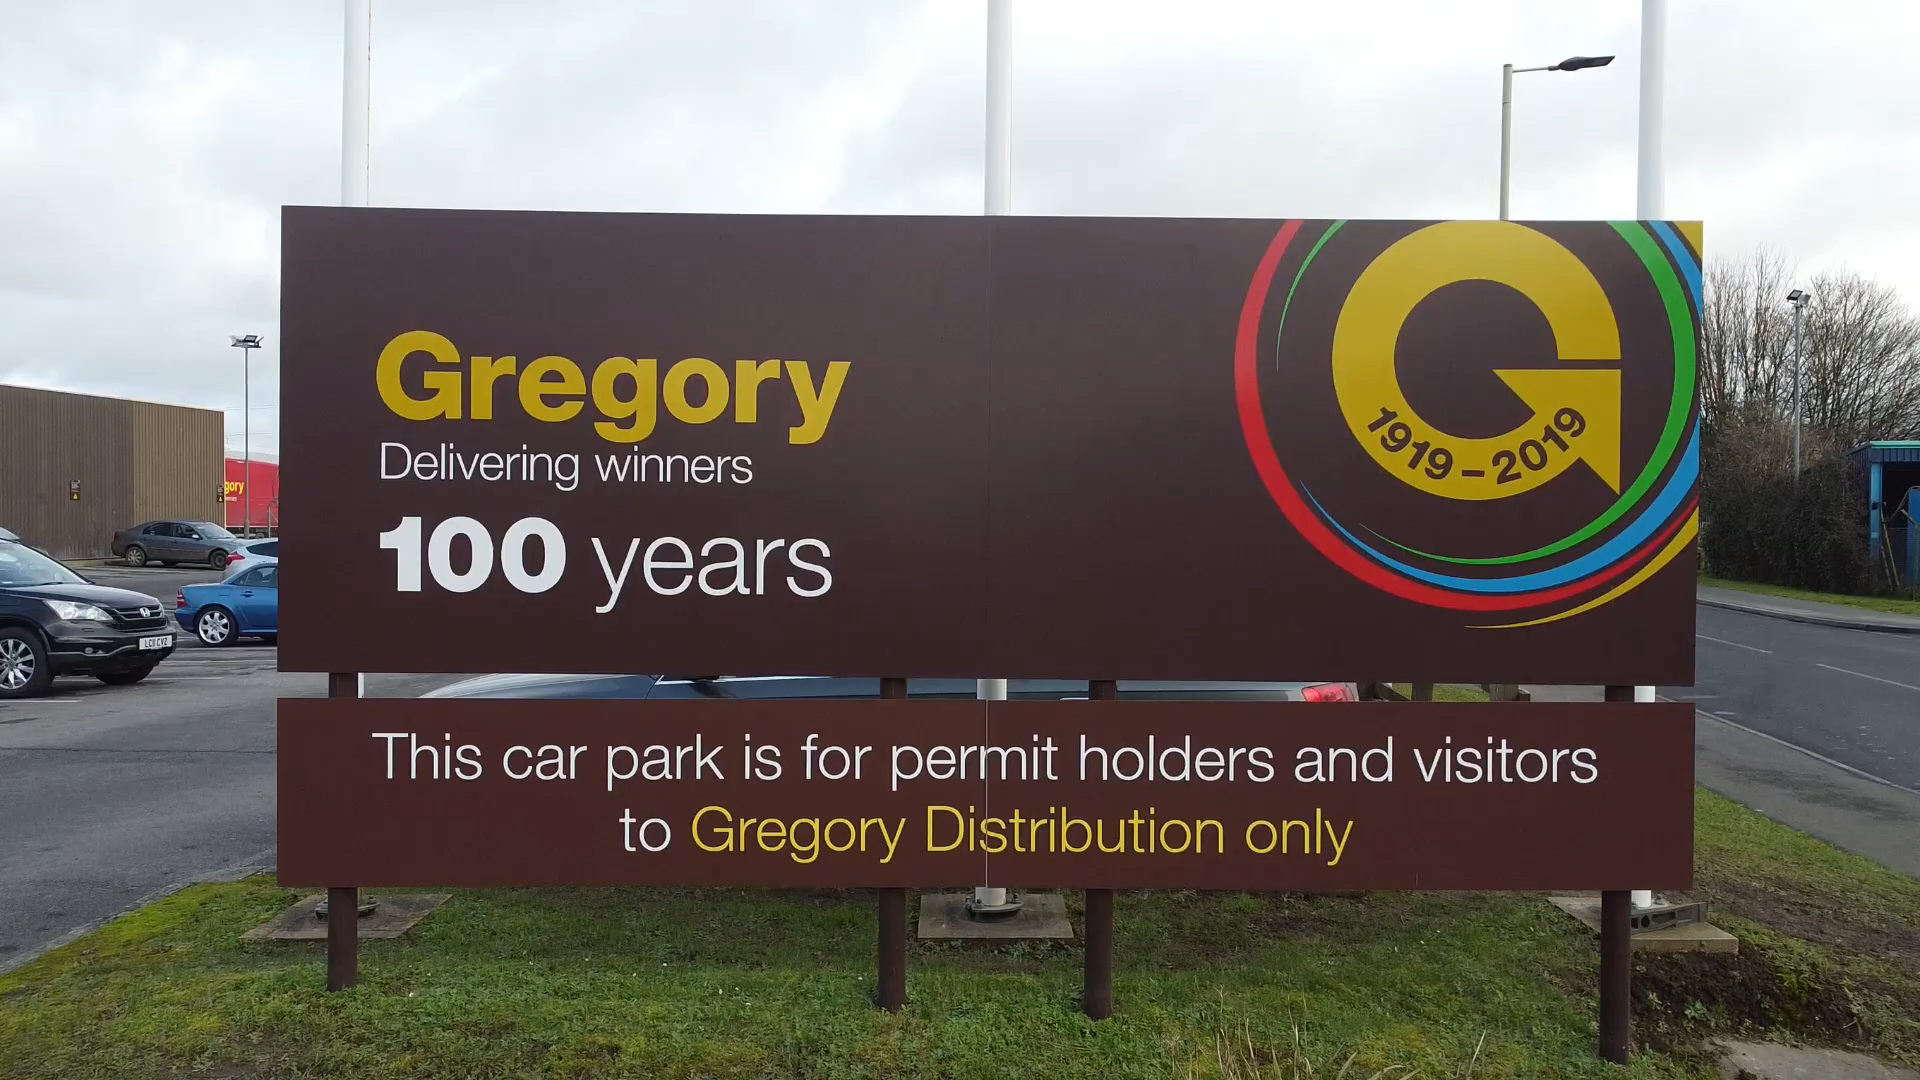 Gregory
Delivering winners
100 years
1919-2019
This car park is for permit holders and visitors
to Gregory Distribution only
gory